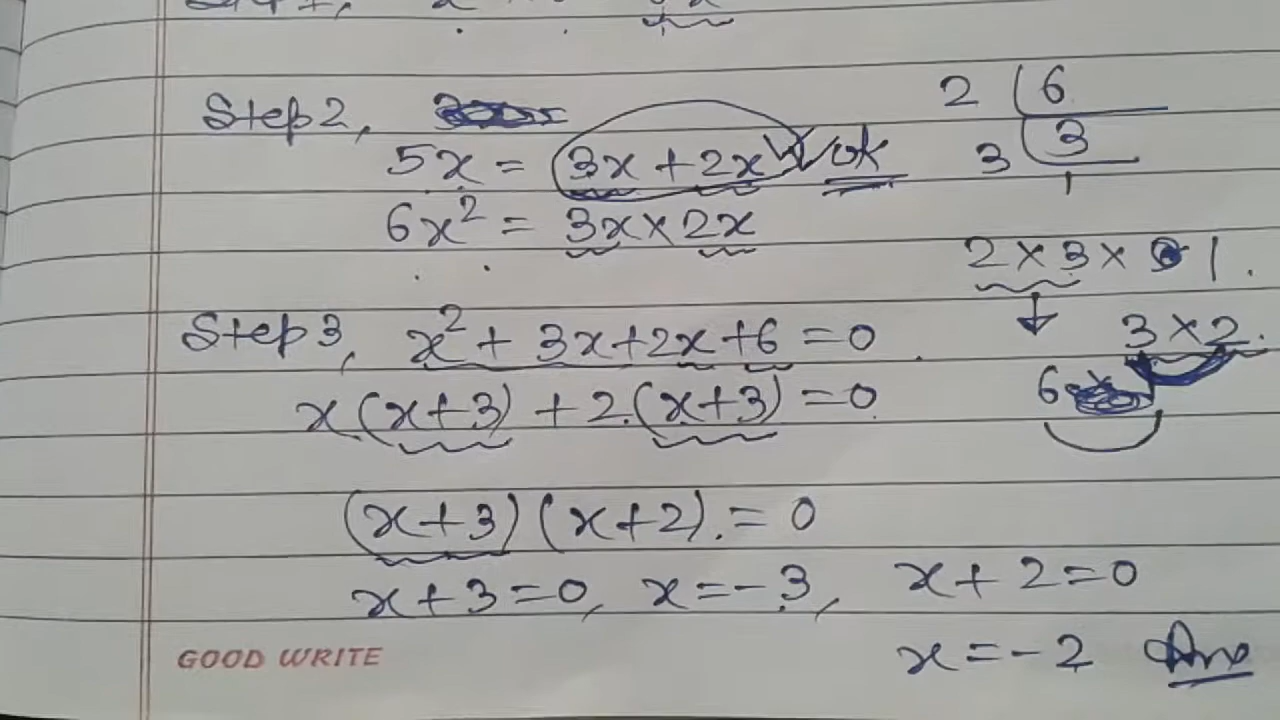 Step 2,
5x = (3x + 2x) ok
6x² = 3x × 2x
2 | 6
3 | 3
1
2 × 3 × 1.
3 × 2.
6
Step 3, x² + 3x + 2x + 6 = 0
x (x + 3) + 2 (x + 3) = 0
(x + 3) (x + 2) = 0
x + 3 = 0, x = -3, x + 2 = 0
x = -2 Ans
GOOD WRITE